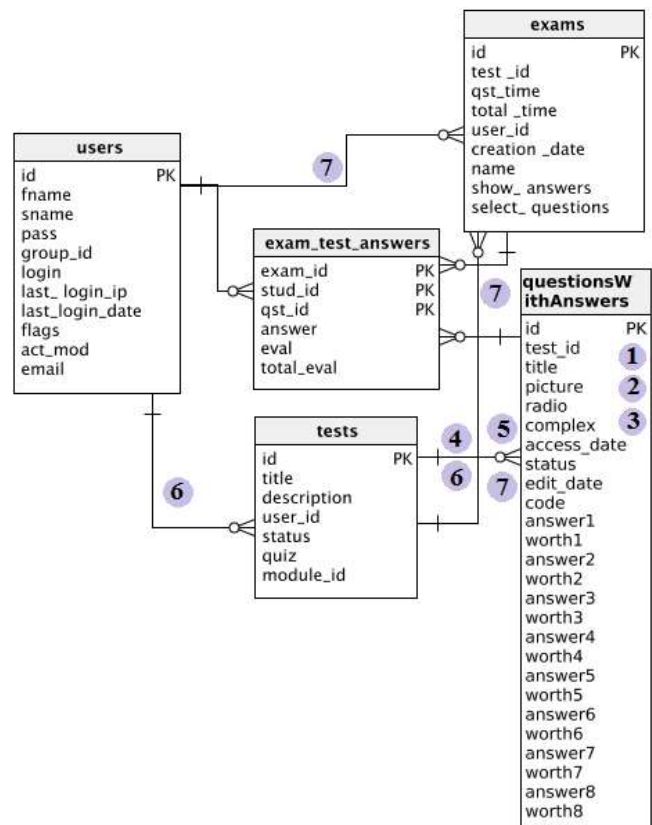 exams
id PK
test _id
qst_time
total _time
user_id
creation _date
name
show_ answers
select_ questions
users
id PK
fname
sname
pass
group_id
login
last_ login_ip
last_login_date
flags
act_mod
email
7
exam_test_answers
exam_id PK
stud_id PK
qst_id PK
answer
eval
total_eval
7
questionsW
ithAnswers
id PK
test_id 1
title
picture 2
radio
complex 3
access_date
status
edit_date
code
answer1
worth1
answer2
worth2
answer3
worth3
answer4
worth4
answer5
worth5
answer6
worth6
answer7
worth7
answer8
worth8
tests
id PK
title
description
user_id
status
quiz
module_id
4 5
6 7
6